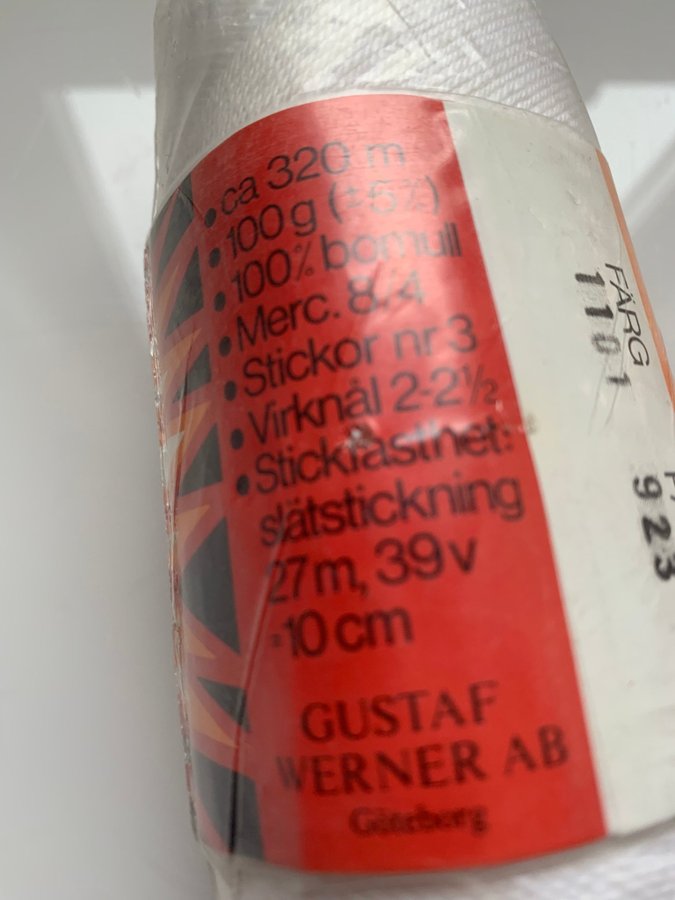 • ca 320 m
• 100 g (±5%)
• 100% bomull
• Merc. 8/4
• Stickor nr 3
• Virknål 2-2½
• Stickfasthet:
slätstickning
27 m, 39 v
=10 cm
GUSTAF
WERNER AB
Göteborg
FÄRG
1101
923